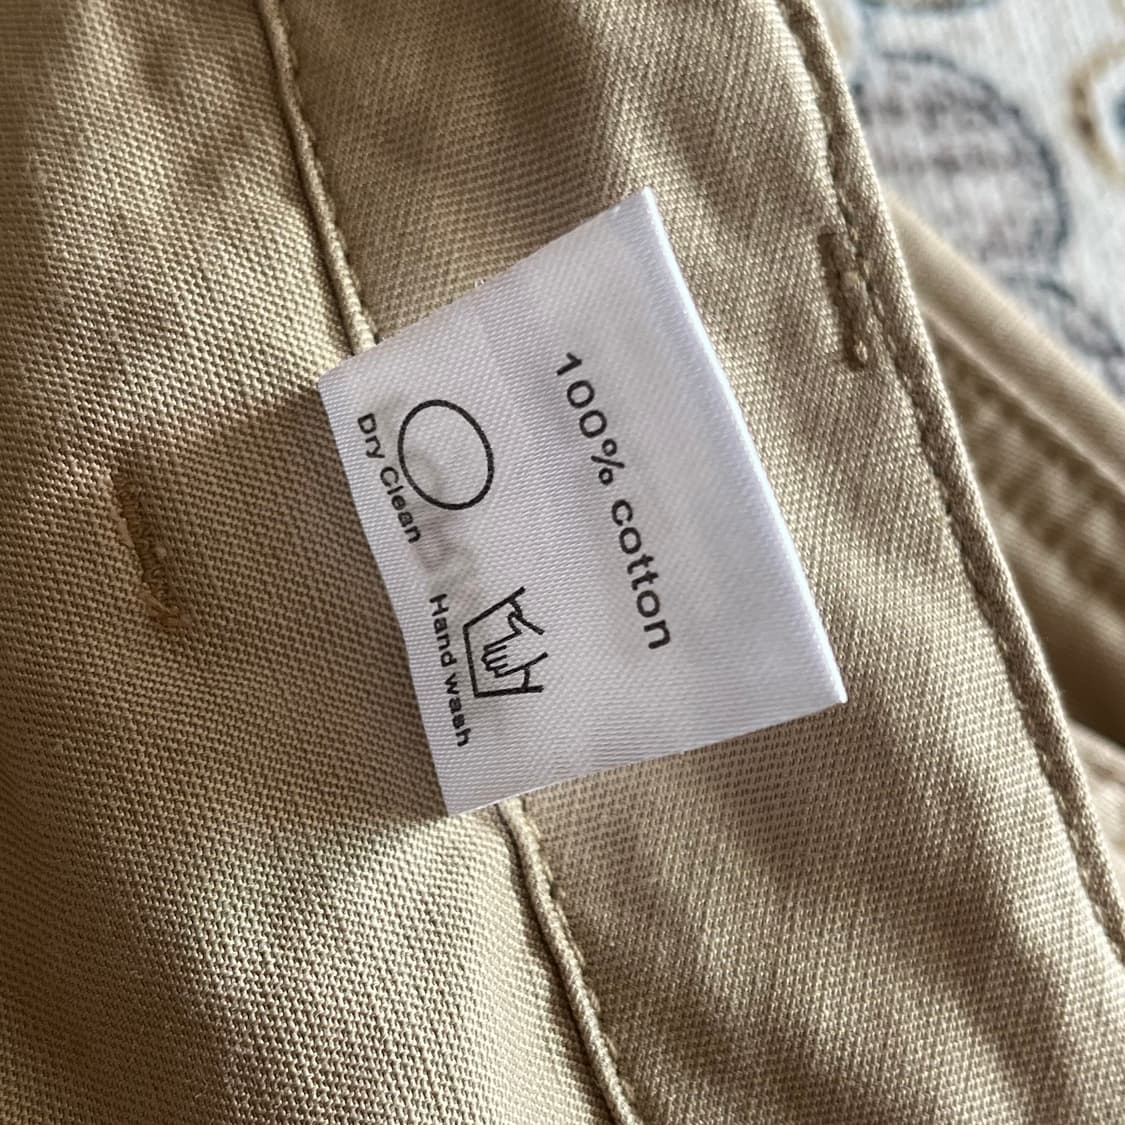 100% cotton
Dry Clean
Hand wash